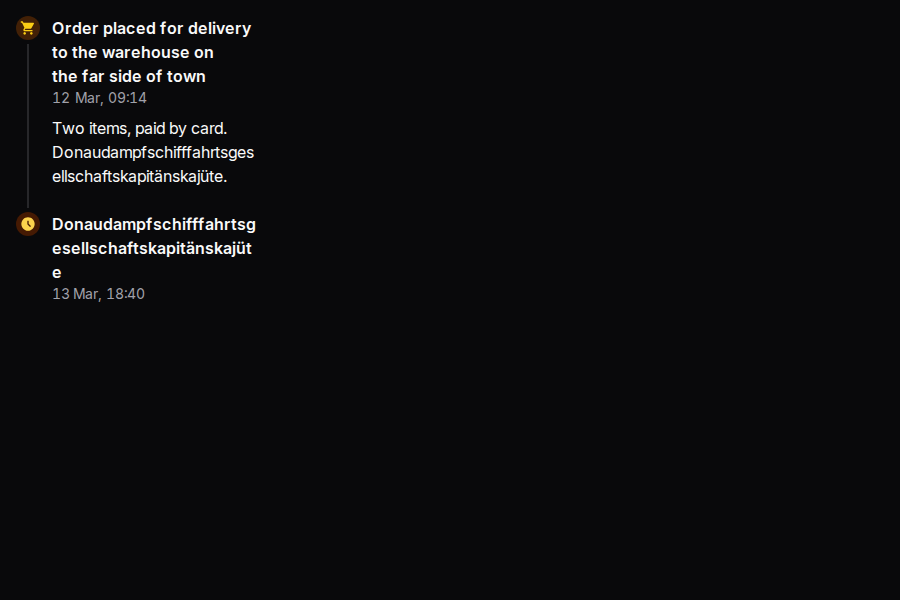 Order placed for delivery
to the warehouse on
the far side of town
12 Mar, 09:14
Two items, paid by card.
Donaudampfschifffahrtsges
ellschaftskapitänskajüte.
Donaudampfschifffahrtsg
esellschaftskapitänskajüt
e
13 Mar, 18:40